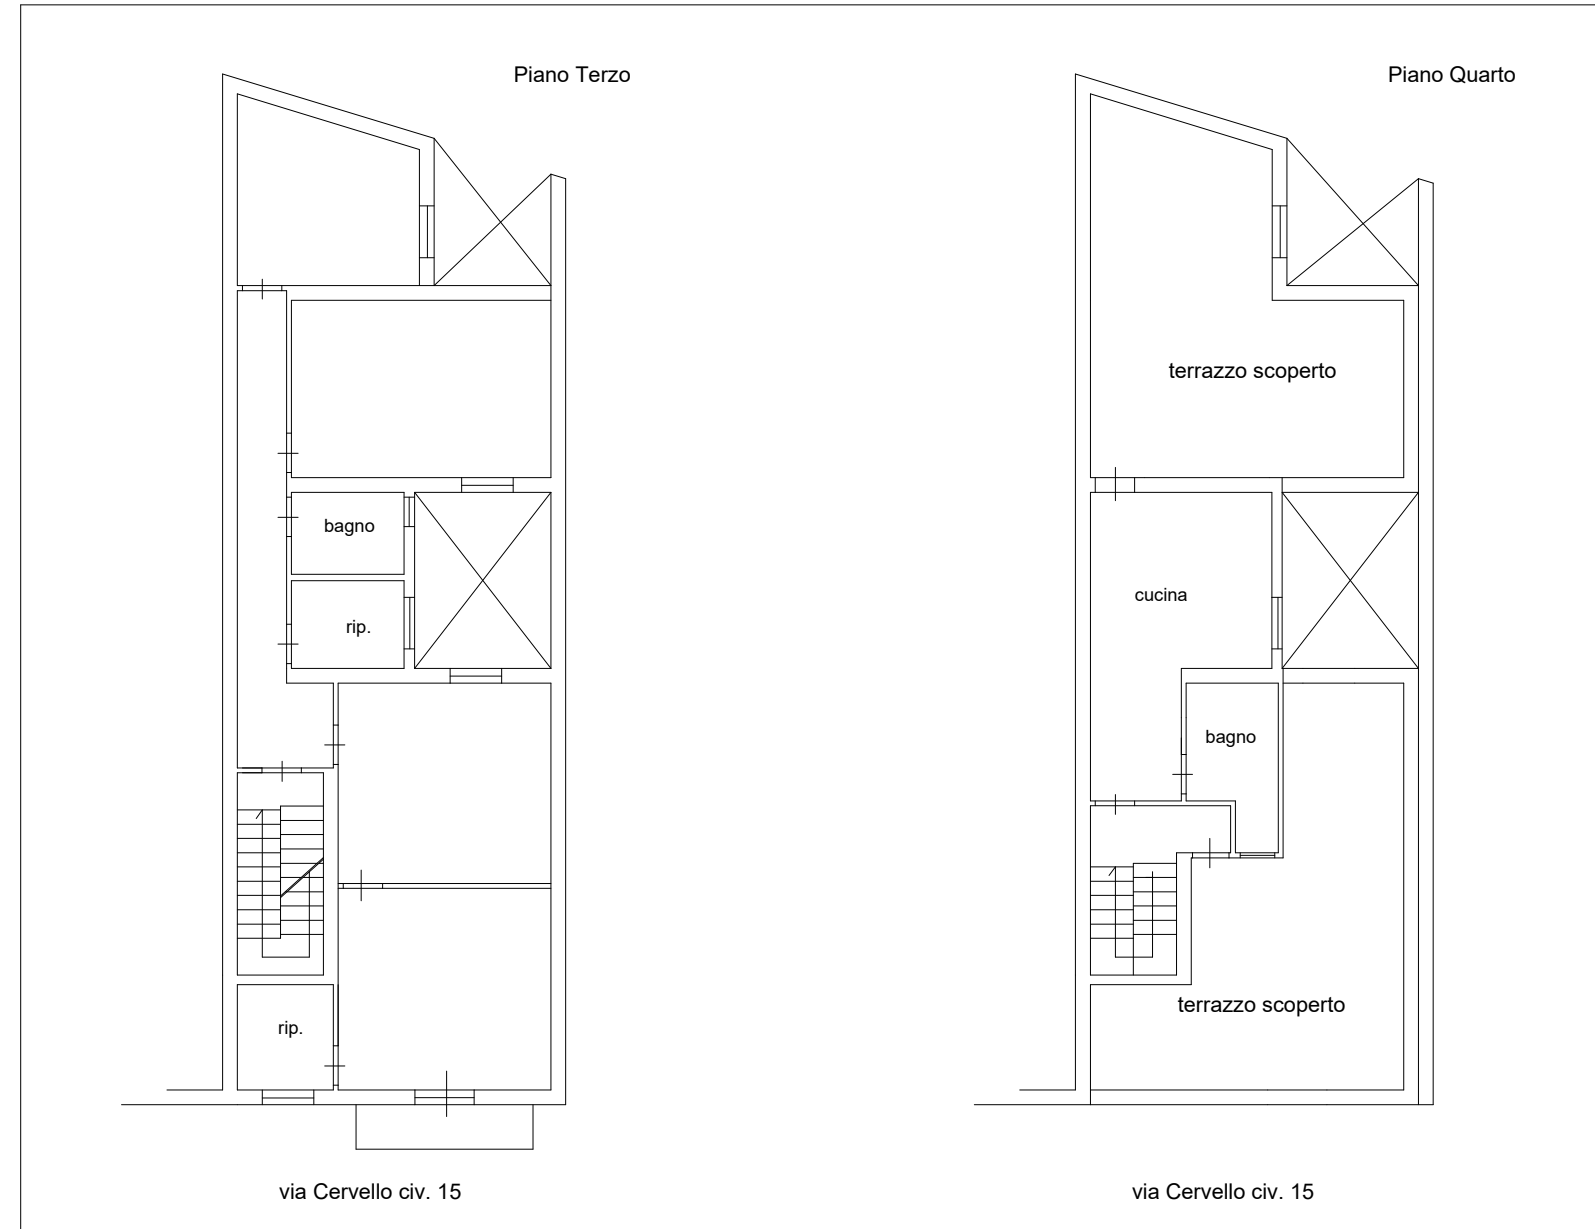 Piano Terzo
bagno
rip.
rip.
via Cervello civ. 15
Piano Quarto
terrazzo scoperto
cucina
bagno
terrazzo scoperto
via Cervello civ. 15